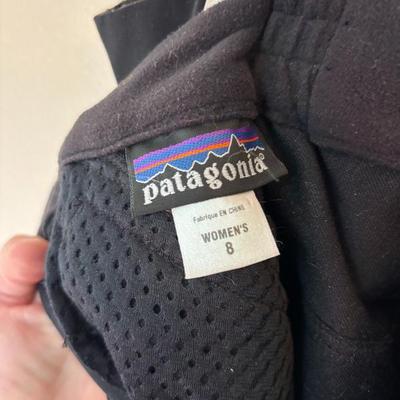 patagonia®
Fabriqué EN CHINE
WOMEN'S
8